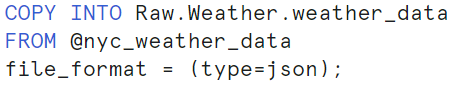 COPY INTO Raw.Weather.weather_data
FROM @nyc_weather_data
file_format = (type=json);